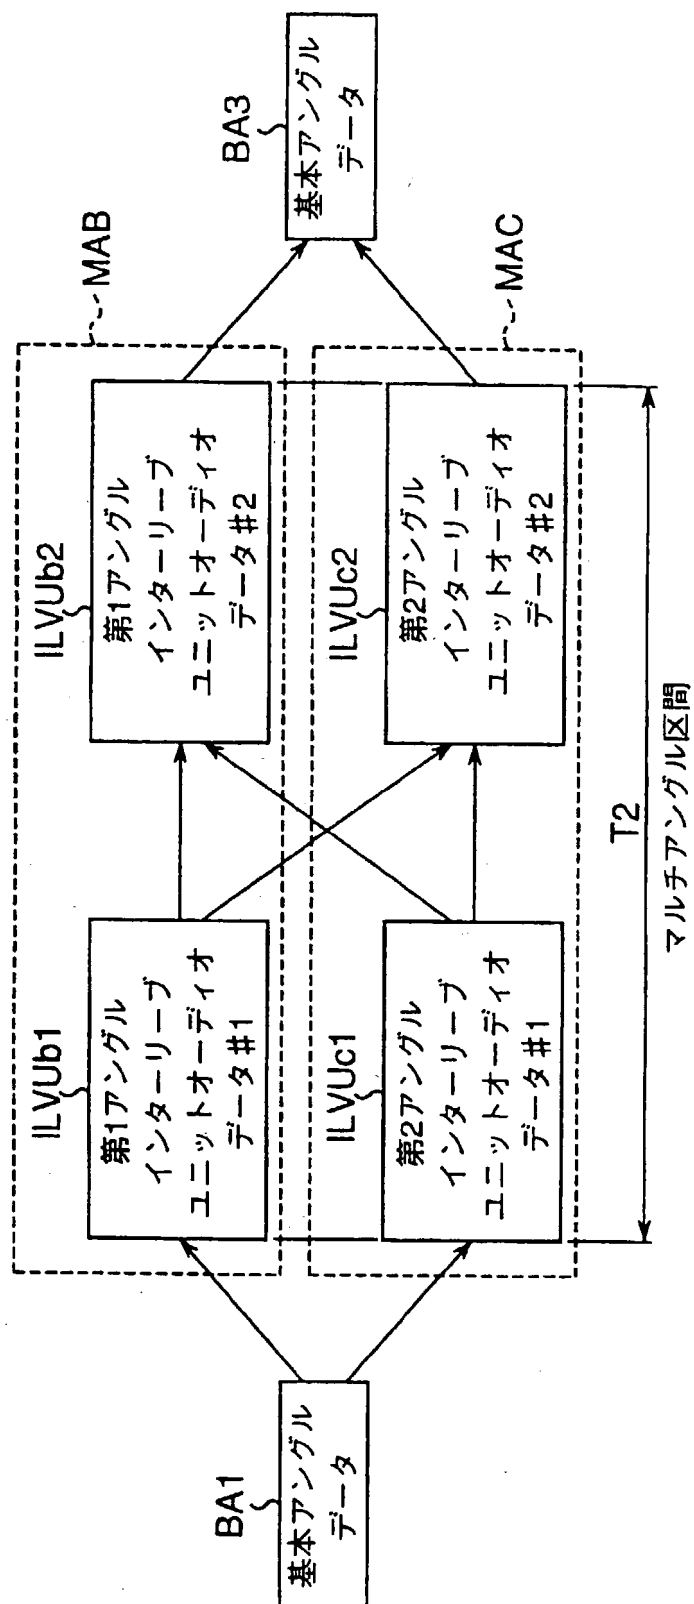 BA1
基本アングル
データ
MAB
ILVUb1
第1アングル
インターリーブ
ユニットオーディオ
データ#1
ILVUb2
第1アングル
インターリーブ
ユニットオーディオ
データ#2
ILVUc1
第2アングル
インターリーブ
ユニットオーディオ
データ#1
ILVUc2
第2アングル
インターリーブ
ユニットオーディオ
データ#2
MAC
BA3
基本アングル
データ
T2
マルチアングル区間